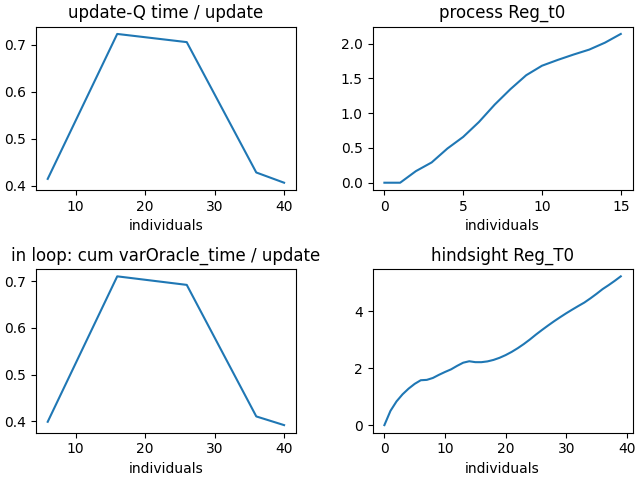 update-Q time / update
0.7
0.6
0.5
0.4
10 20 30 40
individuals
process Reg_t0
2.0
1.5
1.0
0.5
0.0
0 5 10 15
individuals
in loop: cum varOracle_time / update
0.7
0.6
0.5
0.4
10 20 30 40
individuals
hindsight Reg_T0
4
2
0
0 10 20 30 40
individuals